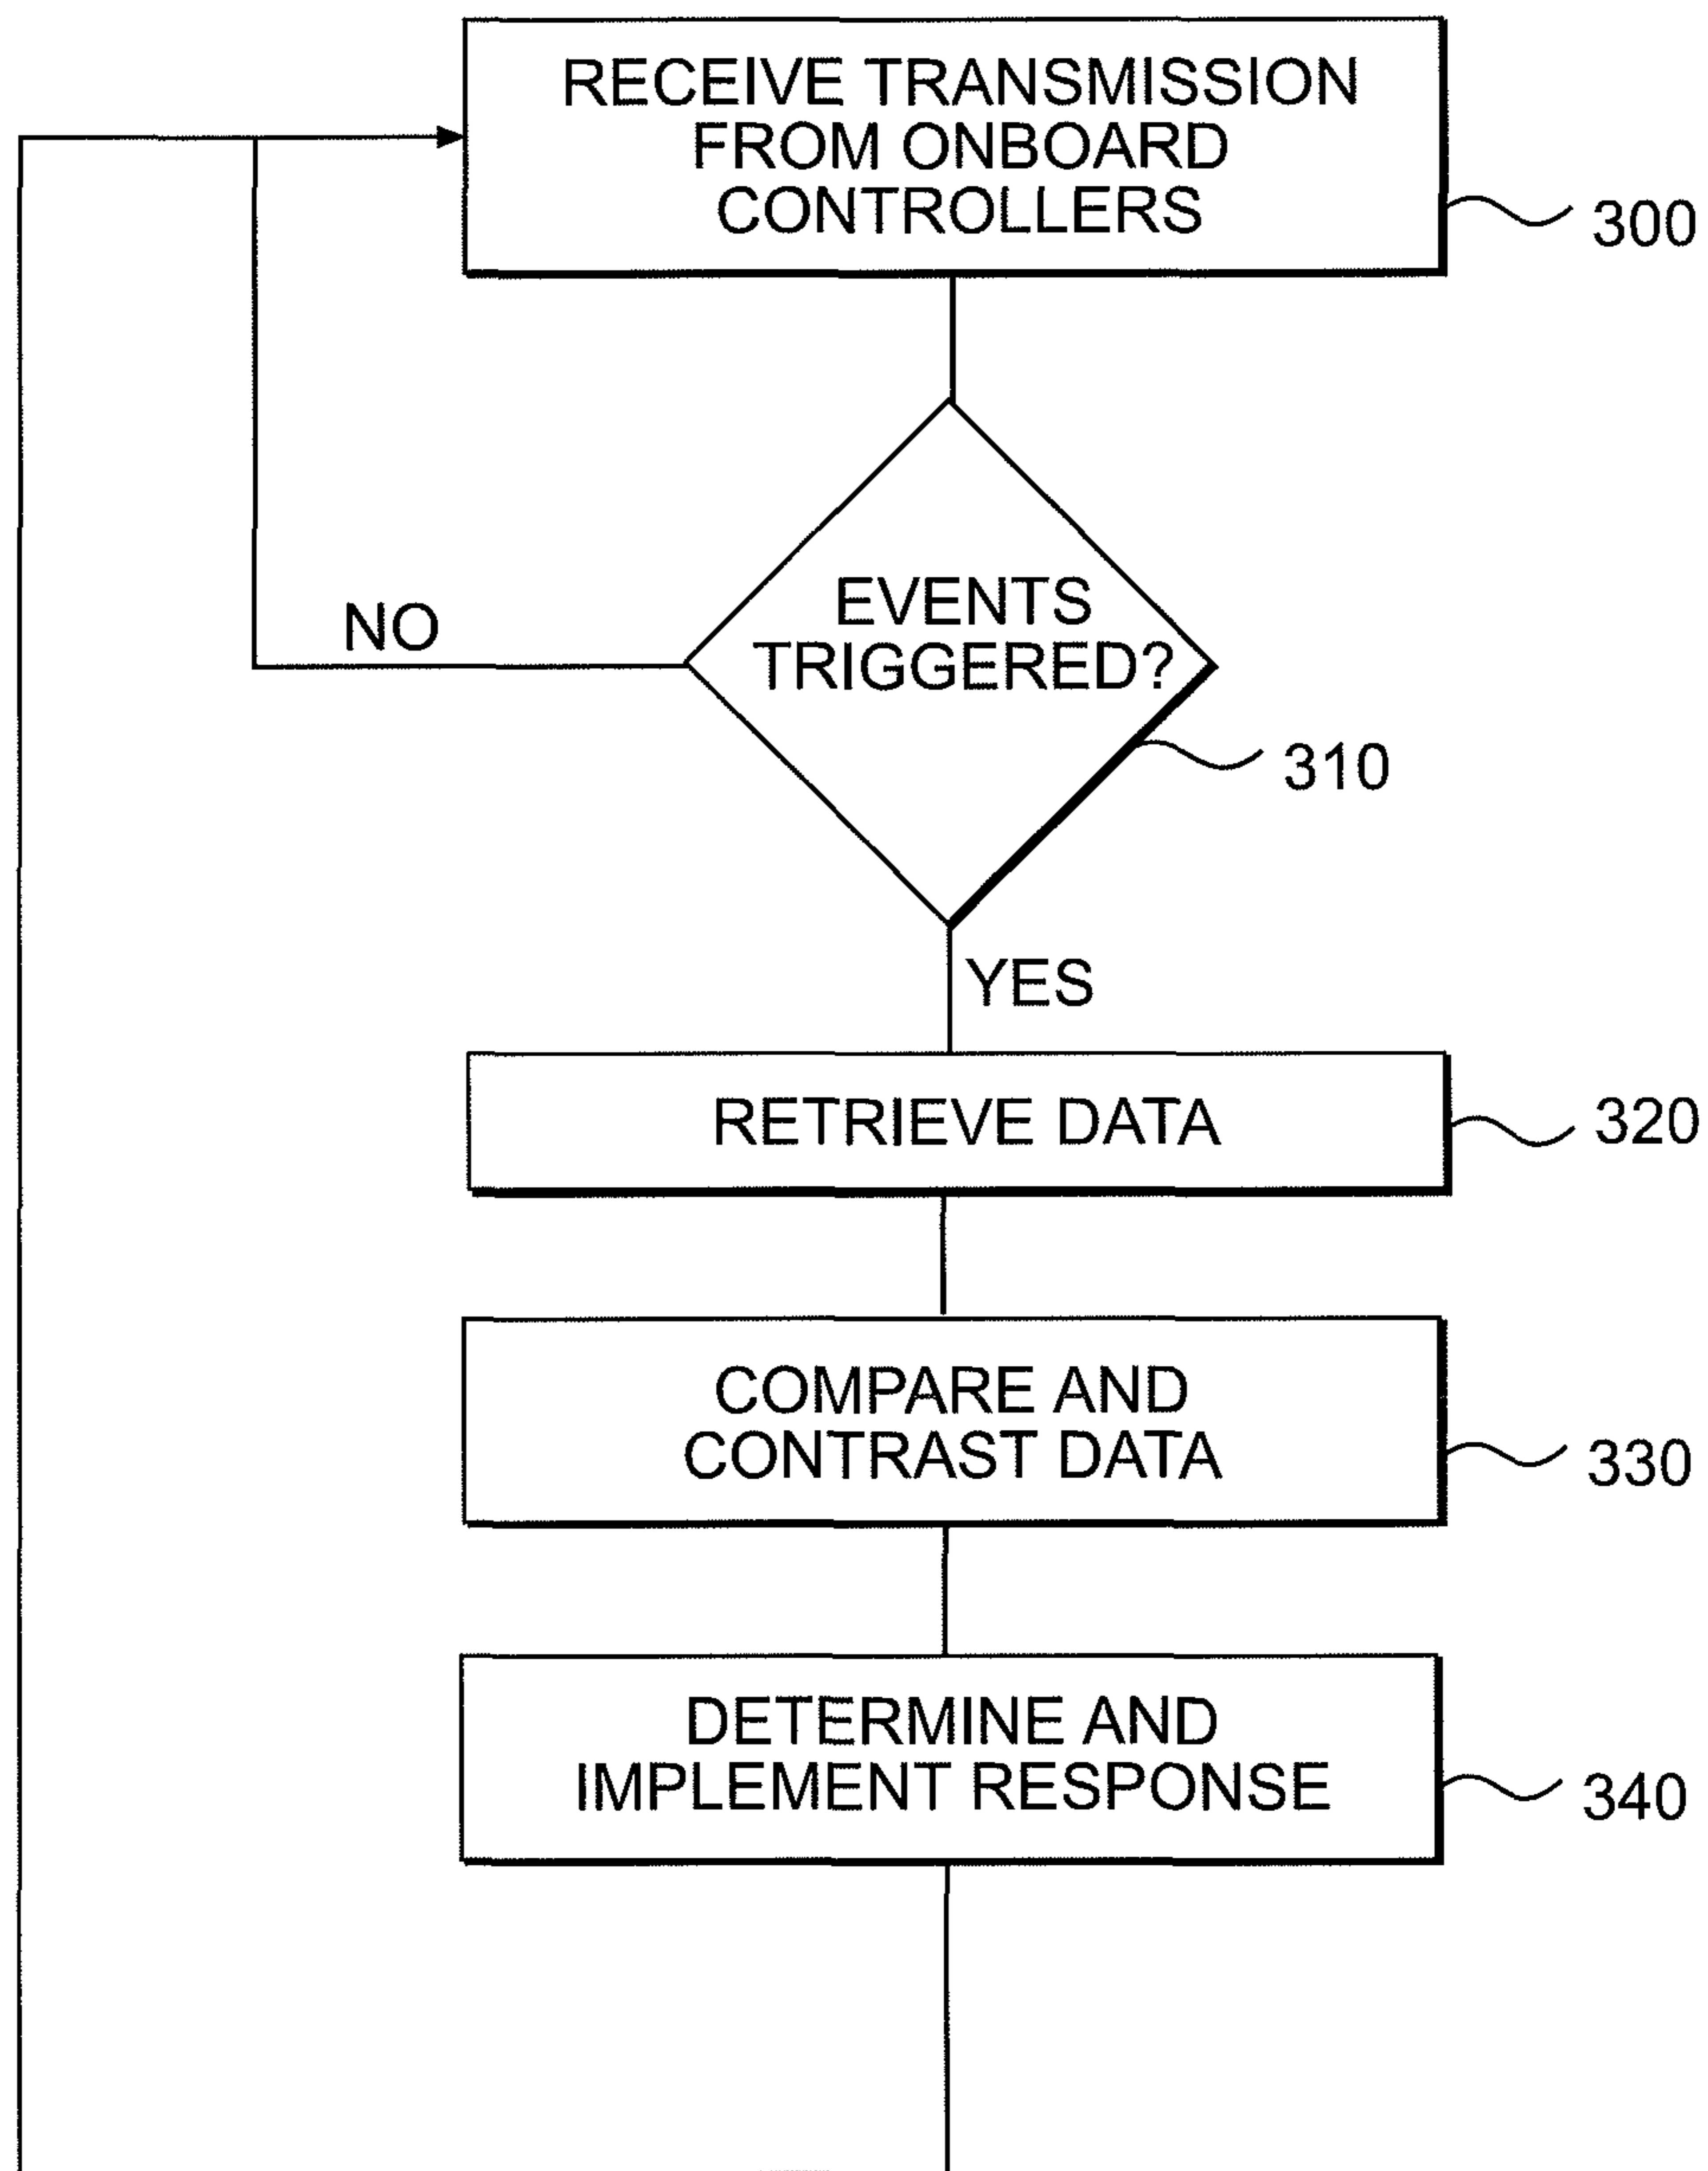 RECEIVE TRANSMISSION
FROM ONBOARD
CONTROLLERS
300
EVENTS
TRIGGERED?
NO
310
YES
RETRIEVE DATA
320
COMPARE AND
CONTRAST DATA
330
DETERMINE AND
IMPLEMENT RESPONSE
340